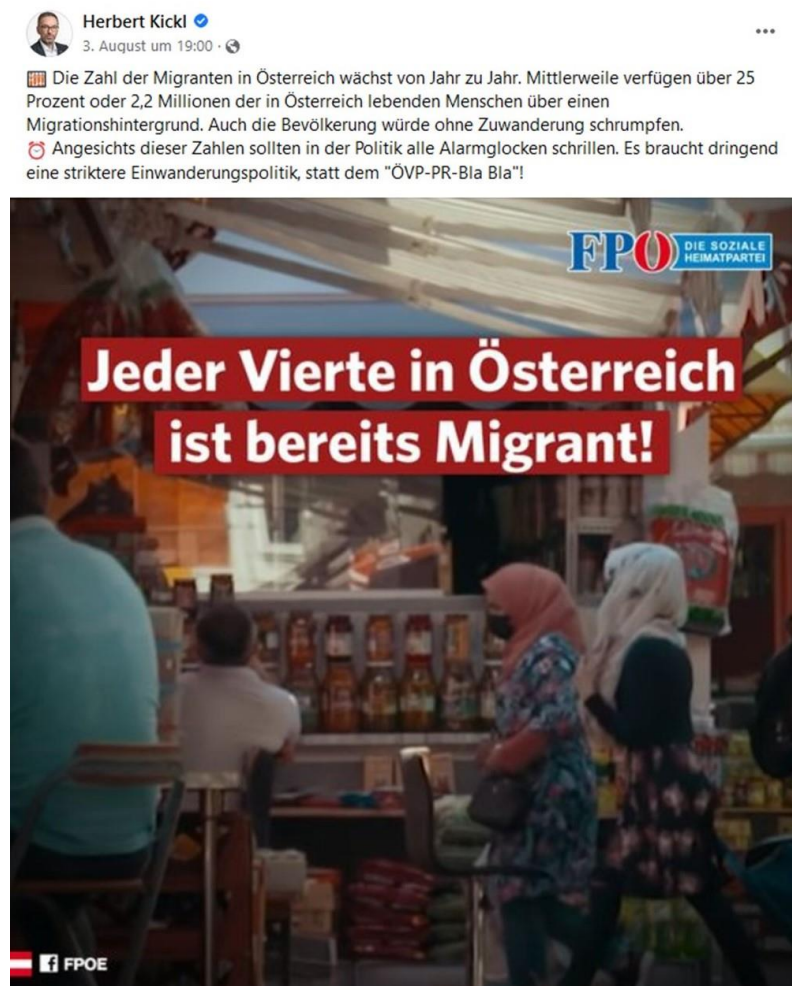 Herbert Kickl
3. August um 19:00 ·
Die Zahl der Migranten in Österreich wächst von Jahr zu Jahr. Mittlerweile verfügen über 25
Prozent oder 2,2 Millionen der in Österreich lebenden Menschen über einen
Migrationshintergrund. Auch die Bevölkerung würde ohne Zuwanderung schrumpfen.
⏰ Angesichts dieser Zahlen sollten in der Politik alle Alarmglocken schrillen. Es braucht dringend
eine striktere Einwanderungspolitik, statt dem "ÖVP-PR-Bla Bla"!
FPÖ DIE SOZIALE
HEIMATPARTEI
Jeder Vierte in Österreich
ist bereits Migrant!
FPOE